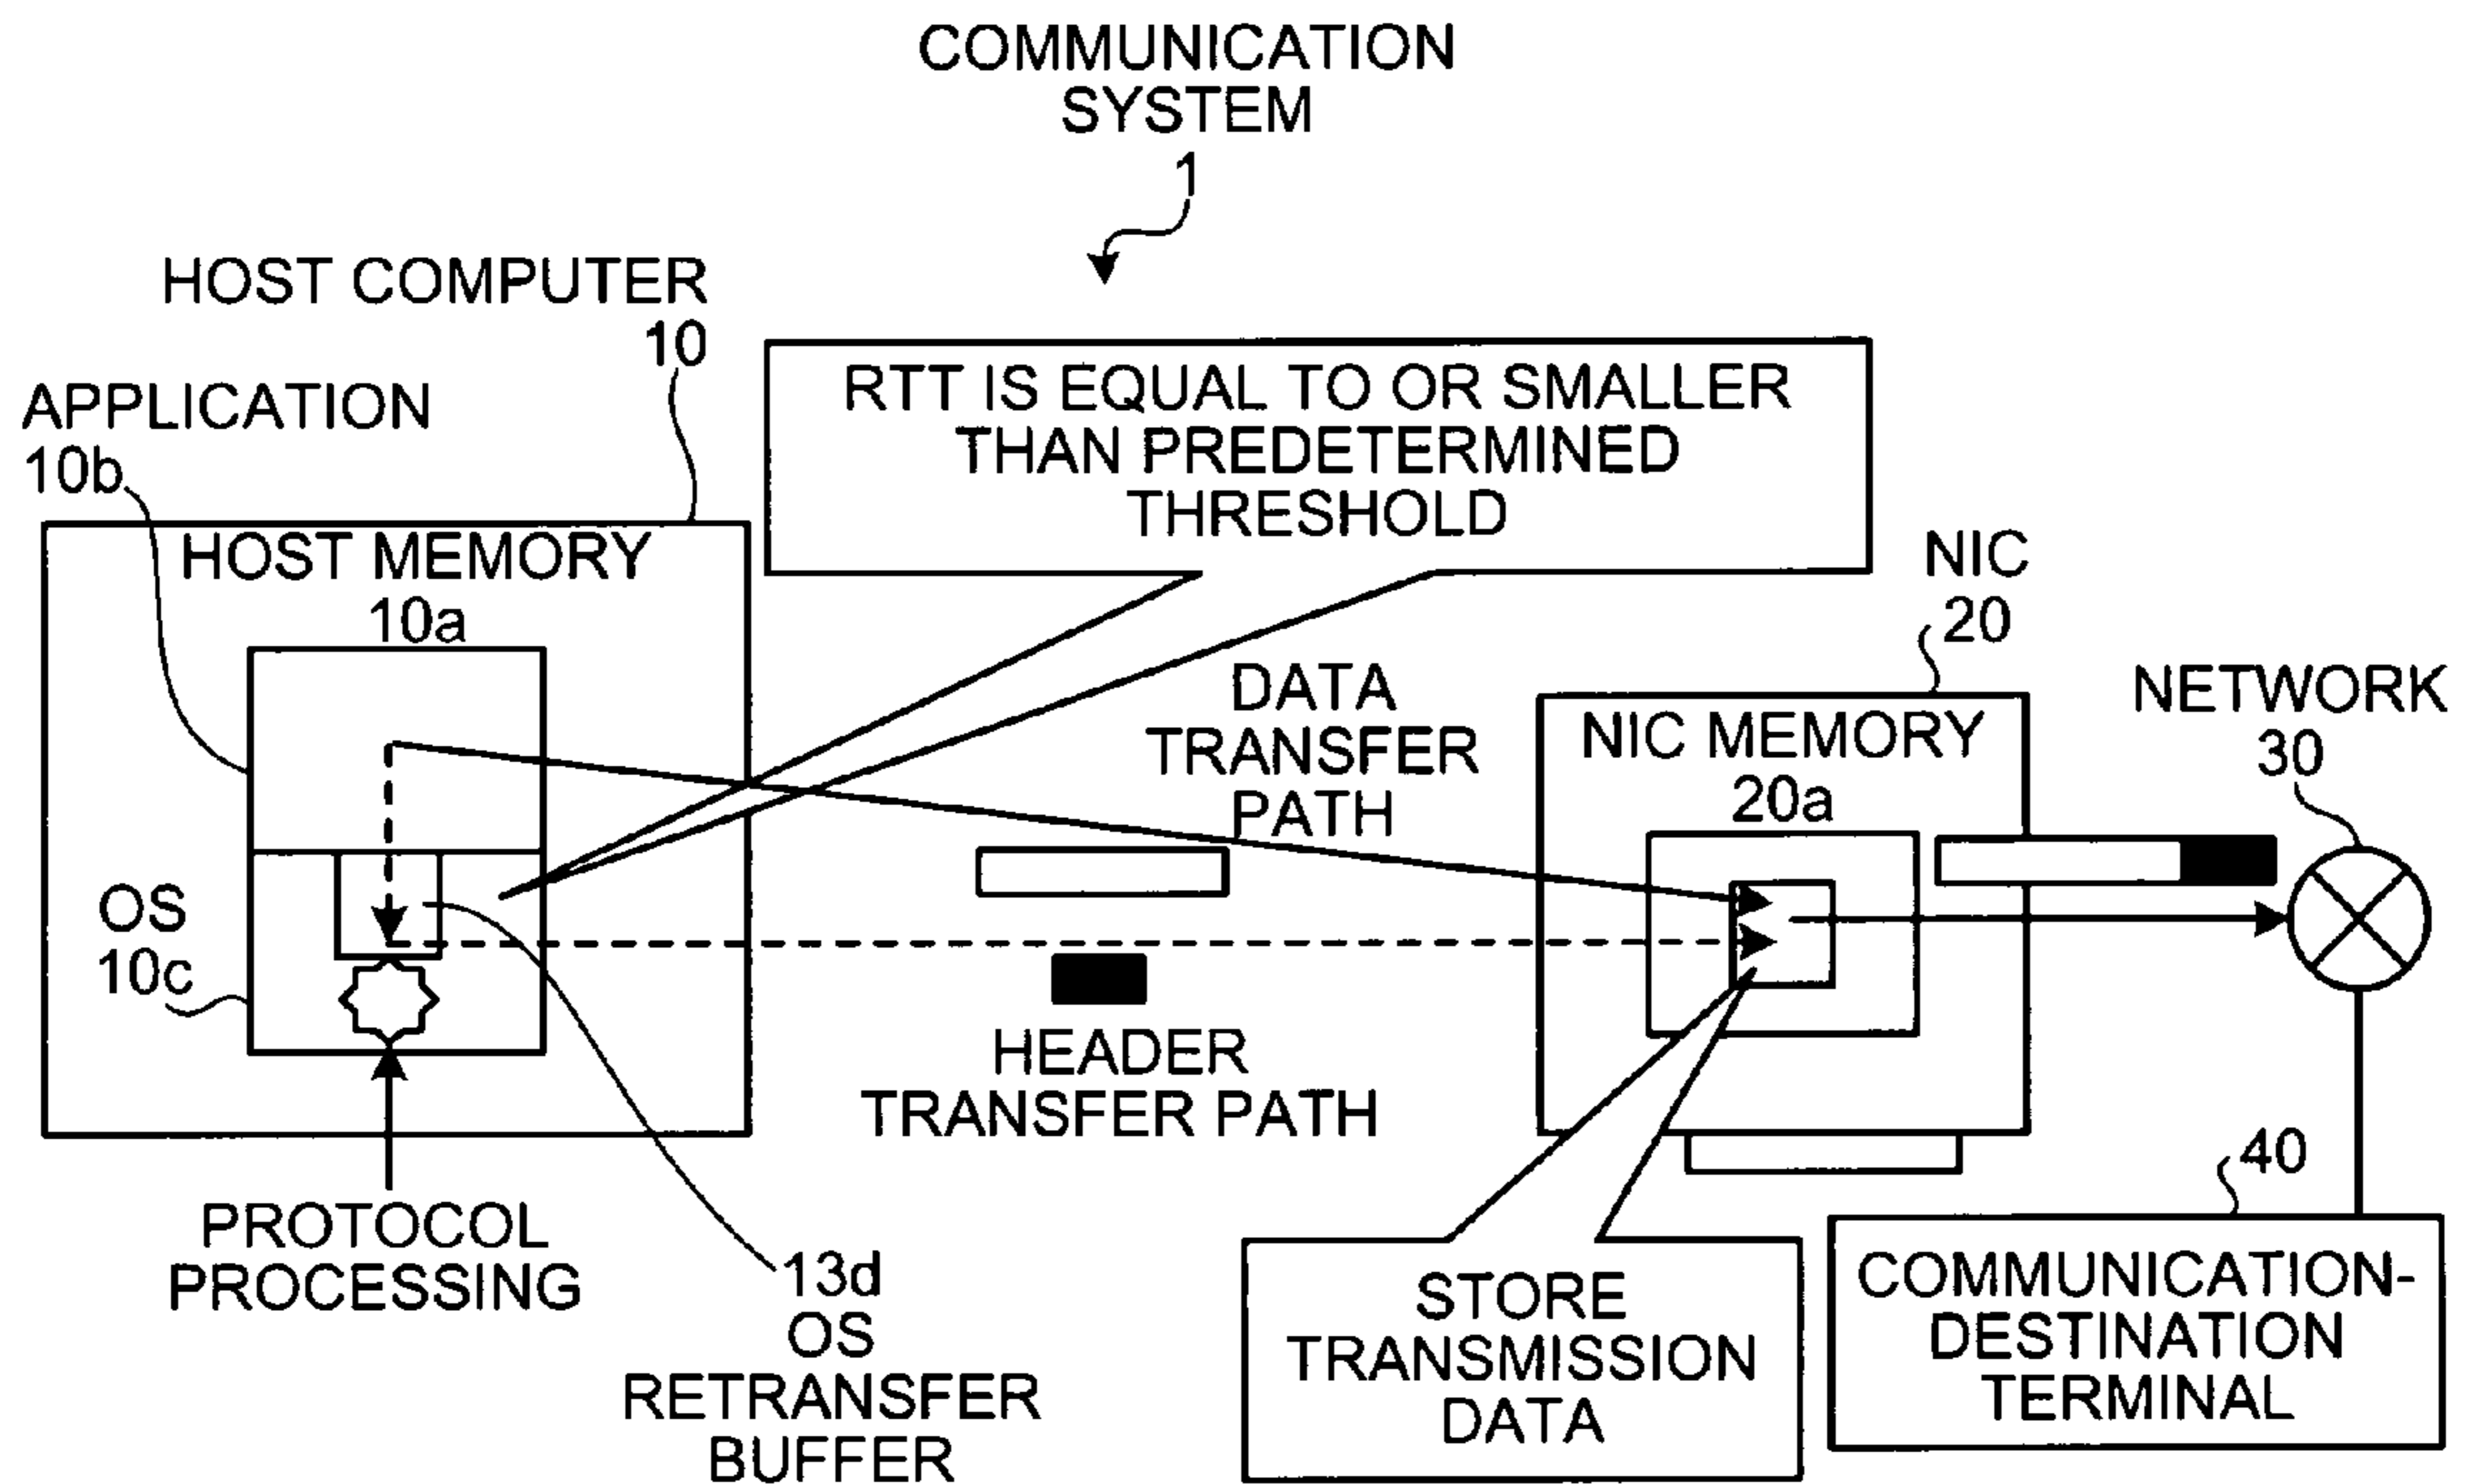 COMMUNICATION
SYSTEM
1
HOST COMPUTER
10
APPLICATION
10b
RTT IS EQUAL TO OR SMALLER
THAN PREDETERMINED
THRESHOLD
HOST MEMORY
10a
NIC
20
DATA
TRANSFER
PATH
NIC MEMORY
20a
NETWORK
30
OS
10c
HEADER
TRANSFER PATH
PROTOCOL
PROCESSING
13d
OS
RETRANSFER
BUFFER
STORE
TRANSMISSION
DATA
40
COMMUNICATION-
DESTINATION
TERMINAL